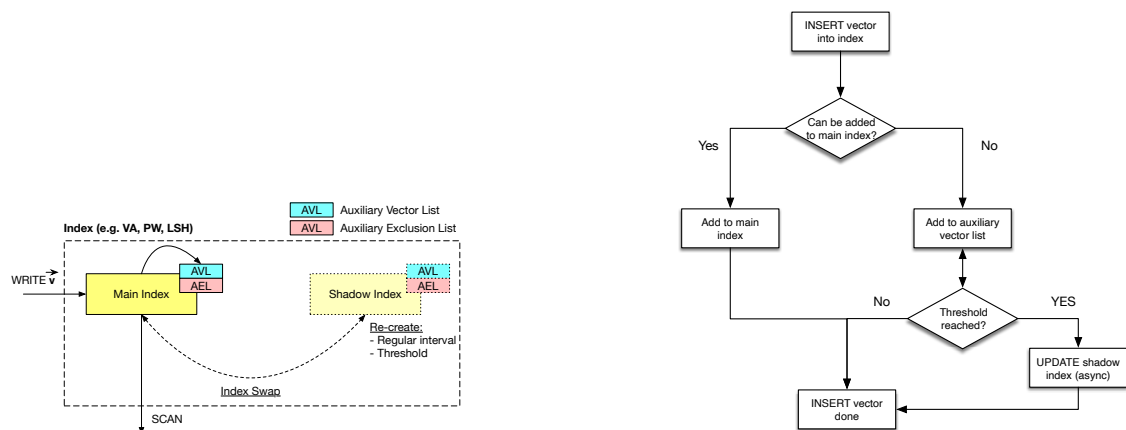 AVL Auxiliary Vector List
AVL Auxiliary Exclusion List
Index (e.g. VA, PW, LSH)
WRITE v
AVL
AEL
Main Index
AVL
AEL
Shadow Index
Re-create:
- Regular interval
- Threshold
Index Swap
SCAN
INSERT vector
into index
Can be added
to main index?
Yes
No
Add to main
index
Add to auxiliary
vector list
No
Threshold
reached?
YES
UPDATE shadow
index (async)
INSERT vector
done